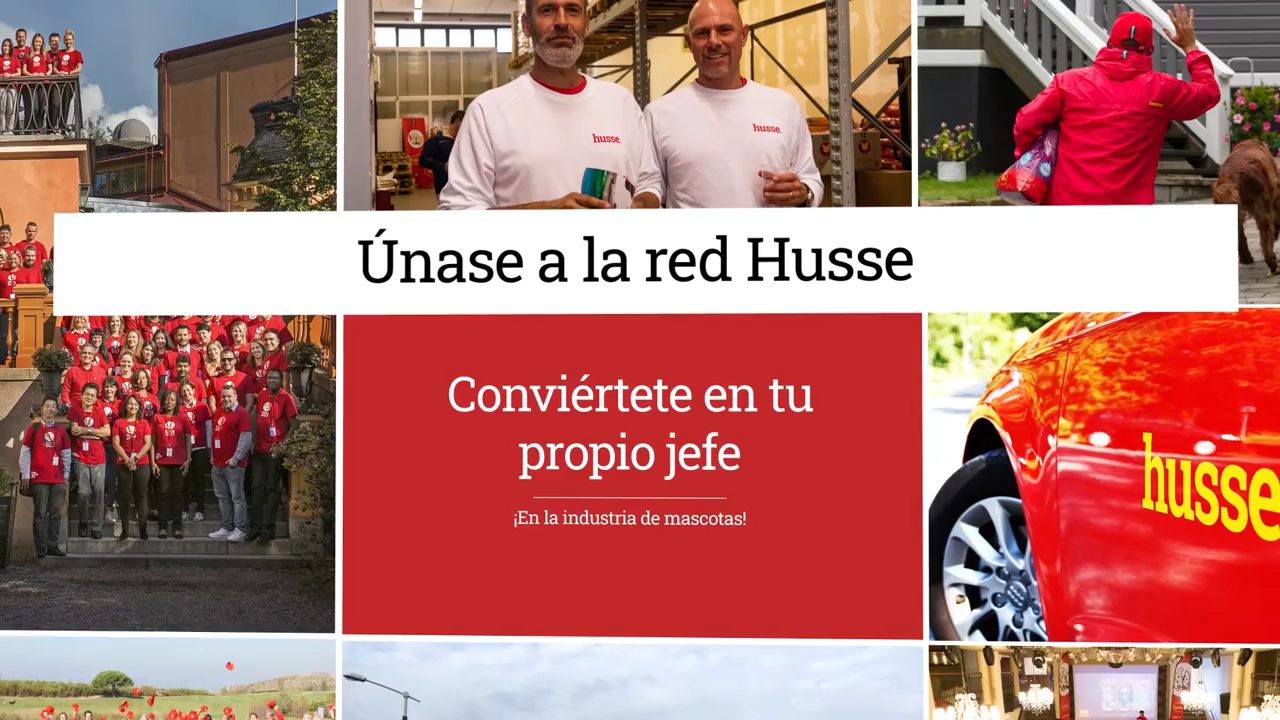 husse.
husse.
Únase a la red Husse
Conviértete en tu
propio jefe
¡En la industria de mascotas!
husse.